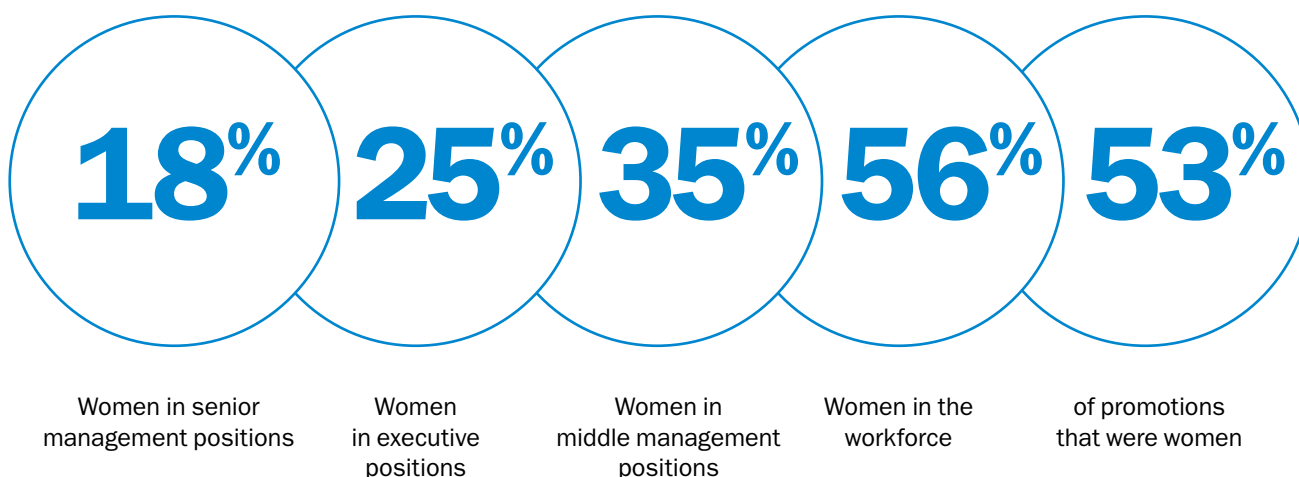 18%
25%
35%
56%
53%
Women in senior
management positions
Women
in executive
positions
Women in
middle management
positions
Women in the
workforce
of promotions
that were women